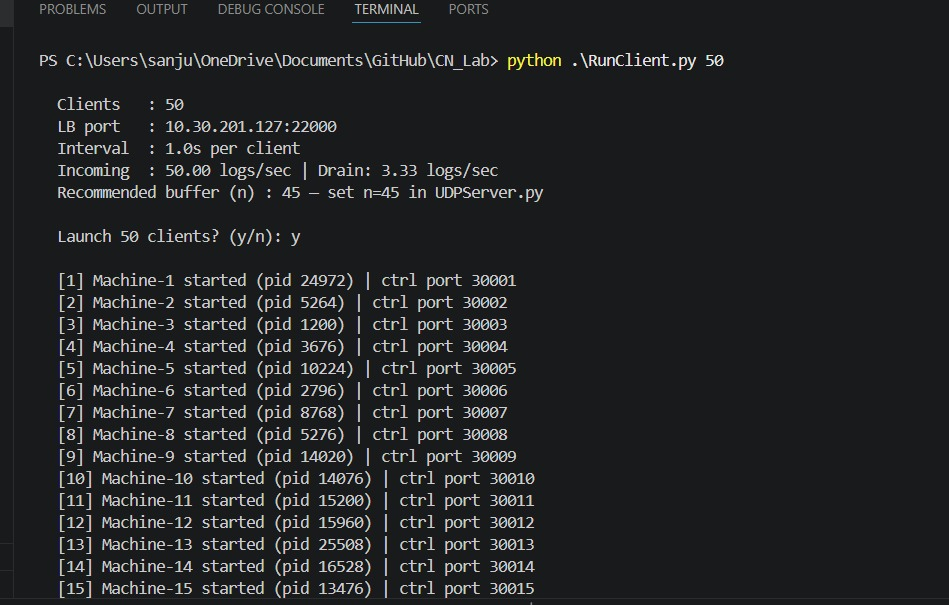 PROBLEMS OUTPUT DEBUG CONSOLE TERMINAL PORTS
PS C:\Users\sanju\OneDrive\Documents\GitHub\CN_Lab> python .\RunClient.py 50
Clients : 50
LB port : 10.30.201.127:22000
Interval : 1.0s per client
Incoming : 50.00 logs/sec | Drain: 3.33 logs/sec
Recommended buffer (n) : 45 — set n=45 in UDPServer.py
Launch 50 clients? (y/n): y
[1] Machine-1 started (pid 24972) | ctrl port 30001
[2] Machine-2 started (pid 5264) | ctrl port 30002
[3] Machine-3 started (pid 1200) | ctrl port 30003
[4] Machine-4 started (pid 3676) | ctrl port 30004
[5] Machine-5 started (pid 10224) | ctrl port 30005
[6] Machine-6 started (pid 2796) | ctrl port 30006
[7] Machine-7 started (pid 8768) | ctrl port 30007
[8] Machine-8 started (pid 5276) | ctrl port 30008
[9] Machine-9 started (pid 14020) | ctrl port 30009
[10] Machine-10 started (pid 14076) | ctrl port 30010
[11] Machine-11 started (pid 15200) | ctrl port 30011
[12] Machine-12 started (pid 15960) | ctrl port 30012
[13] Machine-13 started (pid 25508) | ctrl port 30013
[14] Machine-14 started (pid 16528) | ctrl port 30014
[15] Machine-15 started (pid 13476) | ctrl port 30015